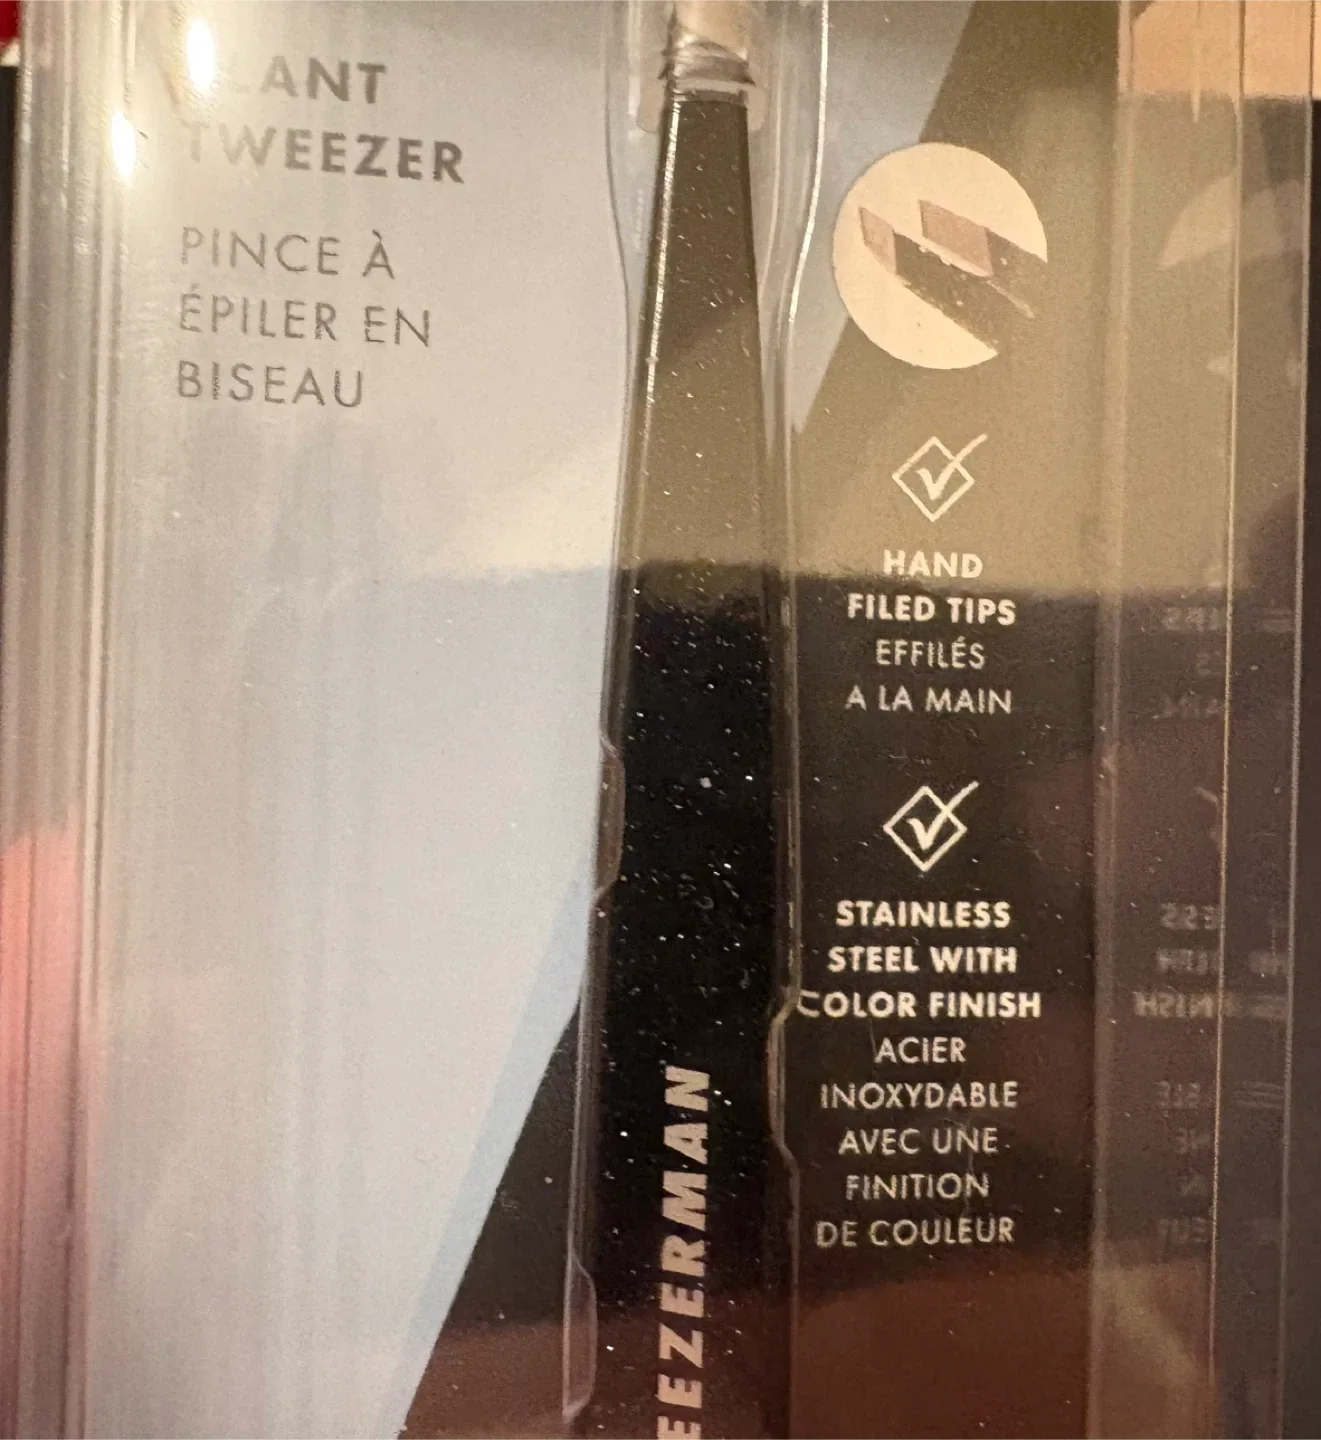 TWEEZER
PINCE À
ÉPILER EN
BISEAU
HAND
FILED TIPS
EFFILÉS
A LA MAIN
STAINLESS
STEEL WITH
COLOR FINISH
ACIER
INOXYDABLE
AVEC UNE
FINITION
DE COULEUR
EEZERMAN